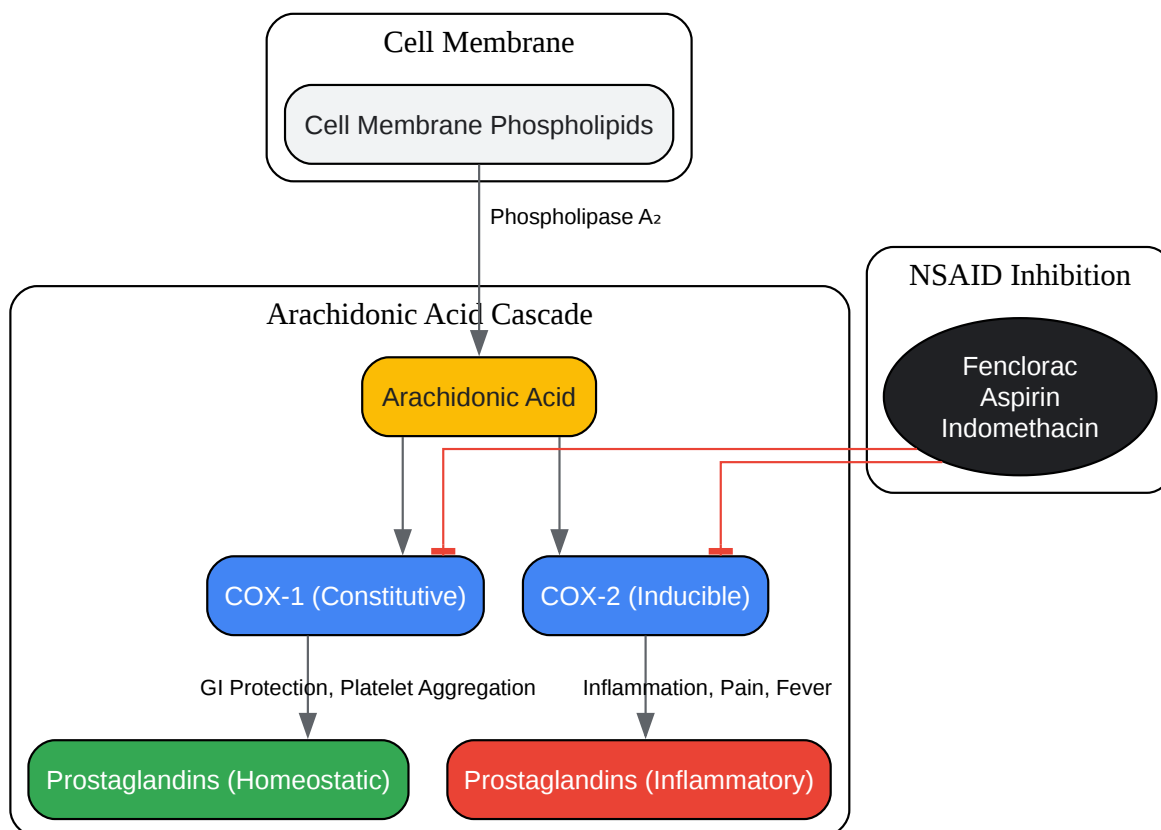 Cell Membrane
Cell Membrane Phospholipids
Phospholipase A₂
NSAID Inhibition
Arachidonic Acid Cascade
Fenclorac
Aspirin
Indomethacin
Arachidonic Acid
COX-1 (Constitutive)
COX-2 (Inducible)
GI Protection, Platelet Aggregation
Inflammation, Pain, Fever
Prostaglandins (Homeostatic)
Prostaglandins (Inflammatory)